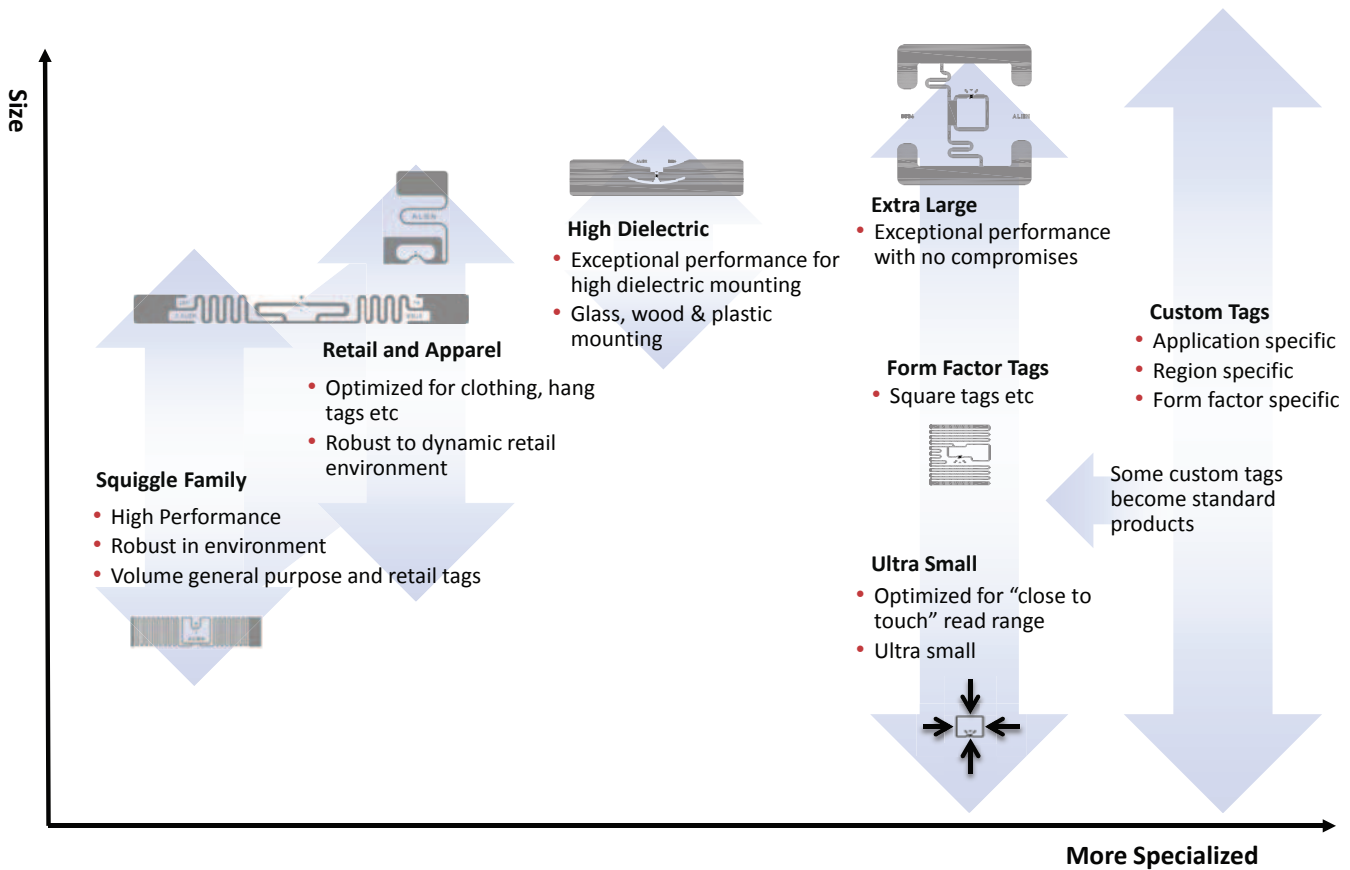 Size
Squiggle Family
• High Performance
• Robust in environment
• Volume general purpose and retail tags
ALIEN
Retail and Apparel
• Optimized for clothing, hang
tags etc
• Robust to dynamic retail
environment
High Dielectric
• Exceptional performance for
high dielectric mounting
• Glass, wood & plastic
mounting
ALIEN
Extra Large
• Exceptional performance
with no compromises
Form Factor Tags
• Square tags etc
Ultra Small
• Optimized for “close to
touch” read range
• Ultra small
Custom Tags
• Application specific
• Region specific
• Form factor specific
Some custom tags
become standard
products
More Specialized